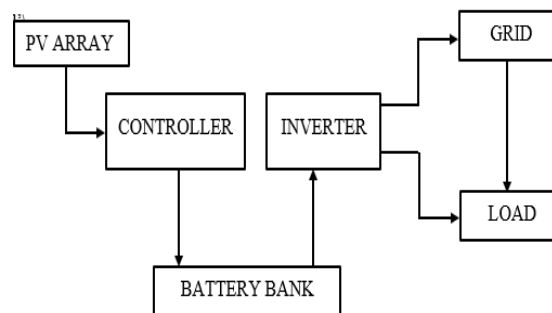 PV ARRAY
GRID
CONTROLLER
INVERTER
LOAD
BATTERY BANK